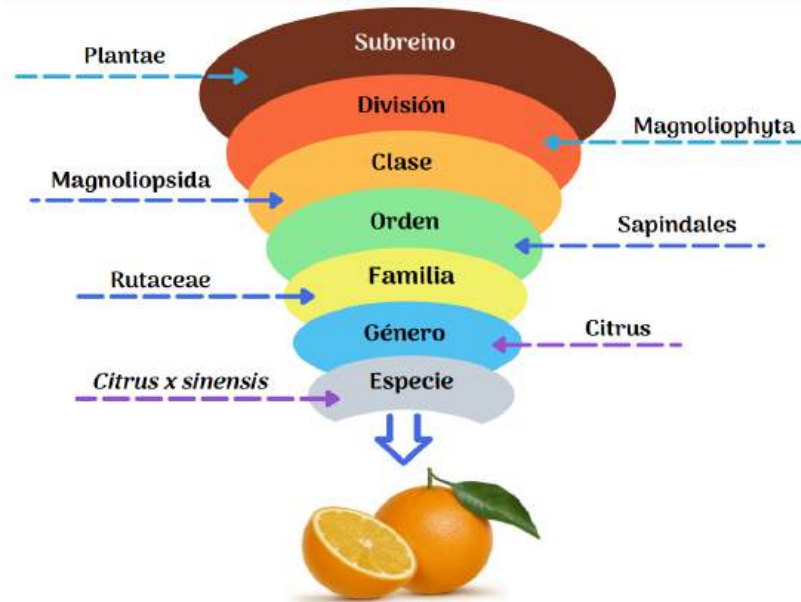 Subreino
Plantae
División
Magnoliophyta
Clase
Magnoliopsida
Orden
Sapindales
Familia
Rutaceae
Género
Citrus
Especie
Citrus x sinensis